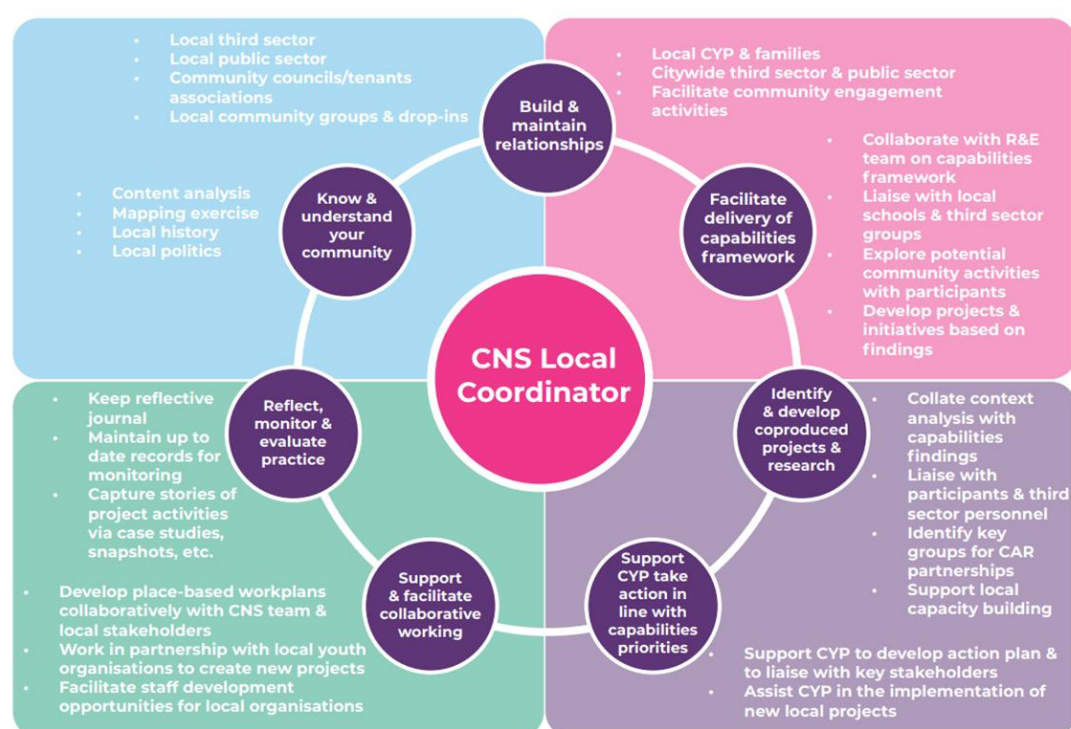 • Local third sector
• Local public sector
• Community councils/tenants
associations
• Local community groups & drop-ins
Build &
maintain
relationships
• Local CYP & families
• Citywide third sector & public sector
• Facilitate community engagement
activities
Know &
understand
your
community
• Content analysis
• Mapping exercise
• Local history
• Local politics
Facilitate
delivery of
capabilities
framework
• Collaborate with R&E
team on capabilities
framework
• Liaise with local
schools & third sector
groups
• Explore potential
community activities
with participants
• Develop projects &
initiatives based on
findings
CNS Local
Coordinator
Reflect,
monitor &
evaluate
practice
• Keep reflective
journal
• Maintain up to
date records for
monitoring
• Capture stories of
project activities
via case studies,
snapshots, etc.
Identify
& develop
coproduced
projects &
research
• Collate context
analysis with
capabilities
findings
• Liaise with
participants & third
sector personnel
• Identify key
groups for CAR
partnerships
• Support local
capacity building
Support
& facilitate
collaborative
working
• Develop place-based workplans
collaboratively with CNS team &
local stakeholders
• Work in partnership with local youth
organisations to create new projects
• Facilitate staff development
opportunities for local organisations
Support
CYP take
action in
line with
capabilities
priorities
• Support CYP to develop action plan &
to liaise with key stakeholders
• Assist CYP in the implementation of
new local projects